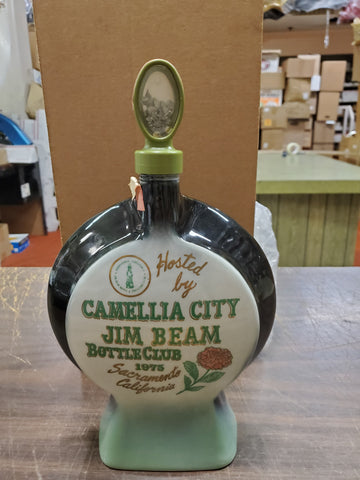 Hosted
by
CAMELLIA CITY
JIM BEAM
BOTTLE CLUB
1975
Sacramento
California